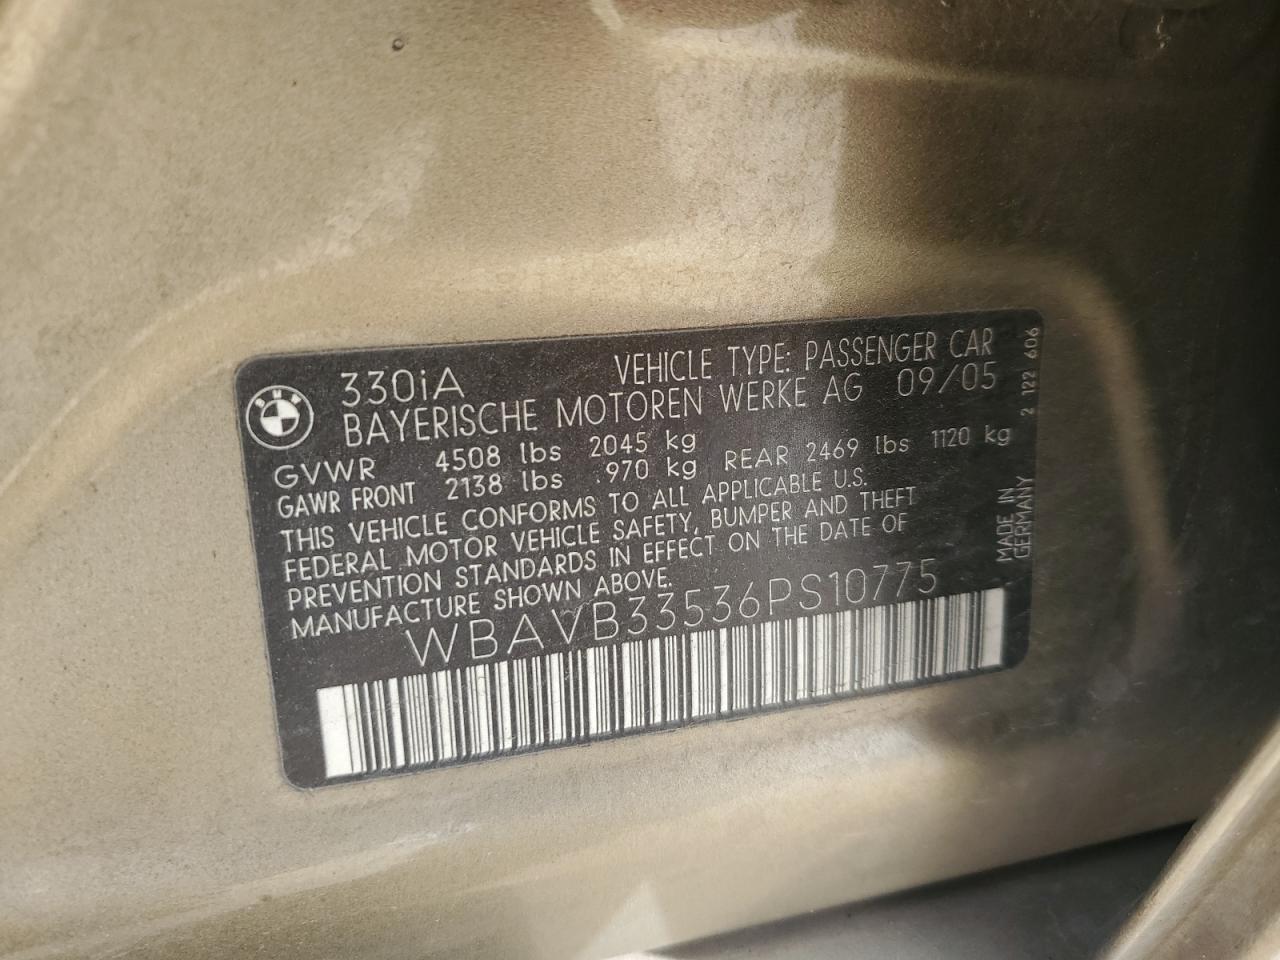 BMW
330iA VEHICLE TYPE: PASSENGER CAR
BAYERISCHE MOTOREN WERKE AG 09/05
GVWR 4508 lbs 2045 kg
GAWR FRONT 2138 lbs 970 kg REAR 2469 lbs 1120 kg
THIS VEHICLE CONFORMS TO ALL APPLICABLE U.S.
FEDERAL MOTOR VEHICLE SAFETY, BUMPER AND THEFT
PREVENTION STANDARDS IN EFFECT ON THE DATE OF
MANUFACTURE SHOWN ABOVE.
WBAVB33536PS10775
MADE IN
GERMANY
2 122 606